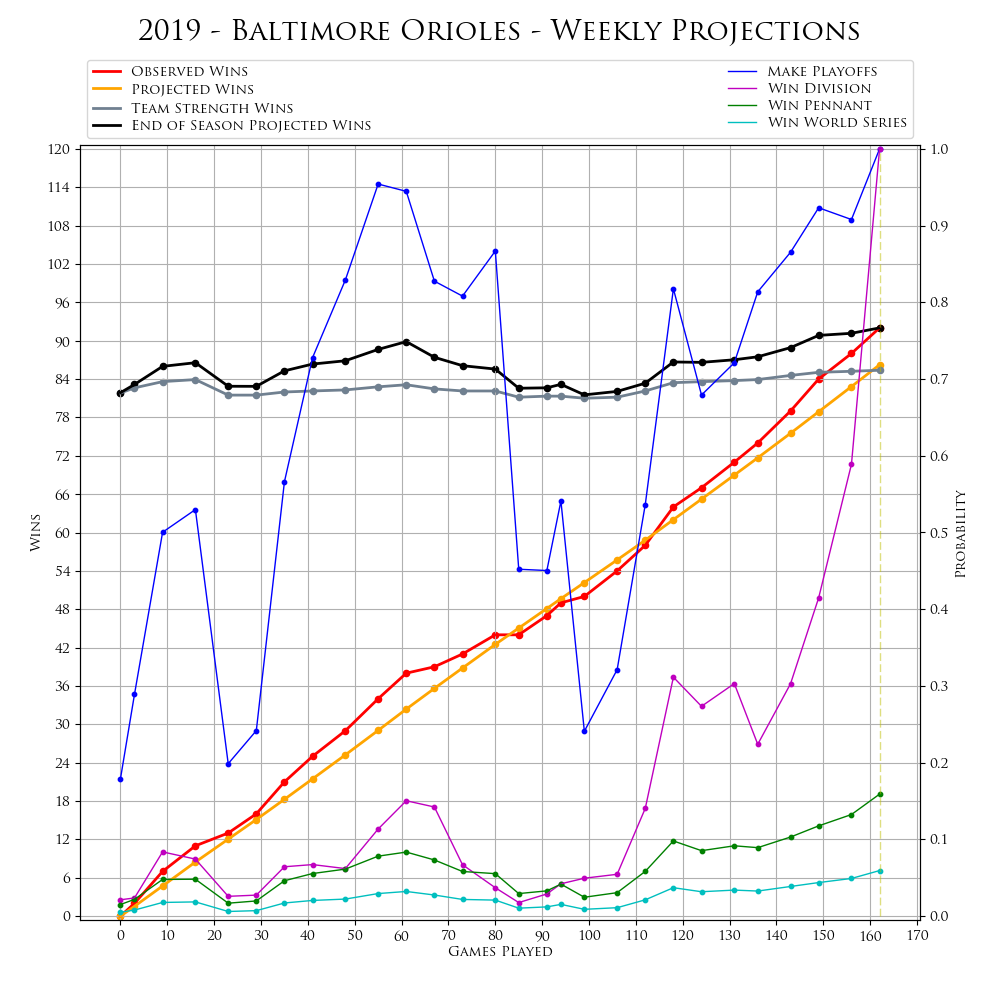 2019 - Baltimore Orioles - Weekly Projections
Observed Wins
Projected Wins
Team Strength Wins
End of Season Projected Wins
Make Playoffs
Win Division
Win Pennant
Win World Series
120
114
108
102
96
90
84
78
72
66
60
54
48
42
36
30
24
18
12
6
0
Wins
1.0
0.9
0.8
0.7
0.6
0.5
0.4
0.3
0.2
0.1
0.0
Probability
0 10 20 30 40 50 60 70 80 90 100 110 120 130 140 150 160 170
Games Played